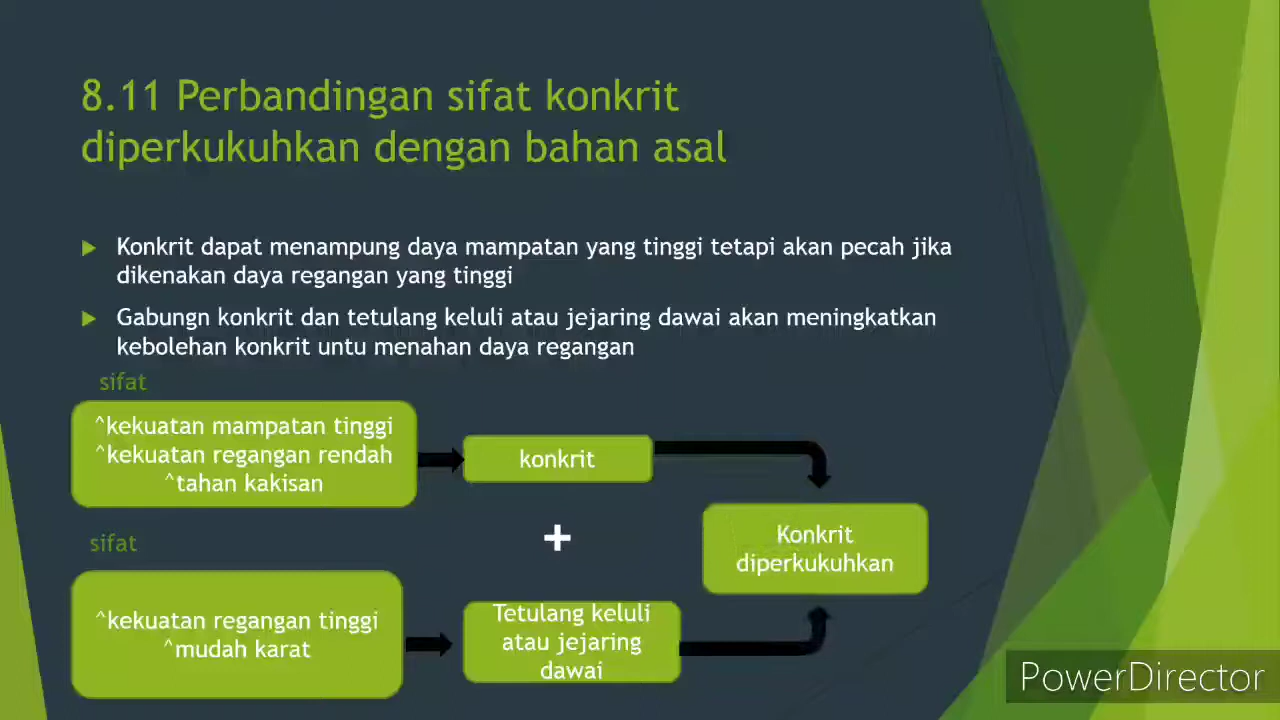 8.11 Perbandingan sifat konkrit
diperkukuhkan dengan bahan asal
Konkrit dapat menampung daya mampatan yang tinggi tetapi akan pecah jika
dikenakan daya regangan yang tinggi
Gabungn konkrit dan tetulang keluli atau jejaring dawai akan meningkatkan
kebolehan konkrit untu menahan daya regangan
sifat
^kekuatan mampatan tinggi
^kekuatan regangan rendah
^tahan kakisan
konkrit
+
Konkrit
diperkukuhkan
sifat
^kekuatan regangan tinggi
^mudah karat
Tetulang keluli
atau jejaring
dawai
PowerDirector